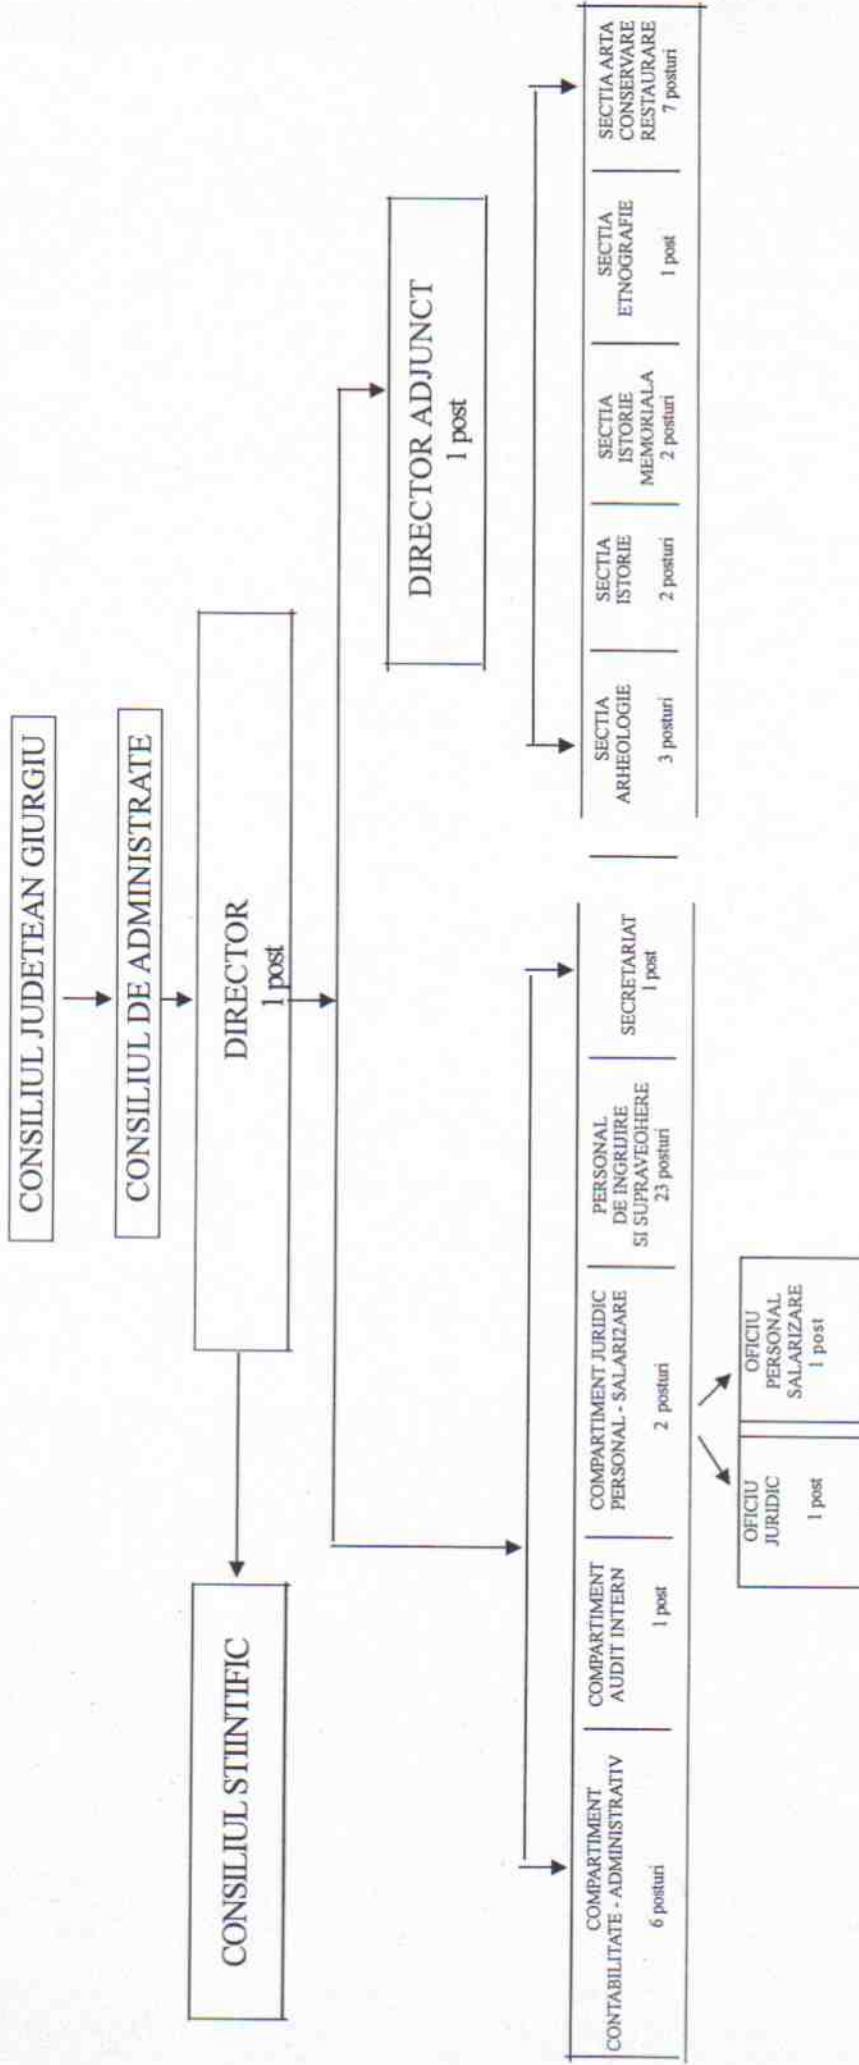 CONSILIUL JUDETEAN GIURGIU
CONSILIUL DE ADMINISTRATE
CONSILIUL STIINTIFIC
DIRECTOR
1 post
DIRECTOR ADJUNCT
1 post
COMPARTIMENT
CONTABILITATE - ADMINISTRATIV
6 posturi
COMPARTIMENT
AUDIT INTERN
1 post
COMPARTIMENT JURIDIC
PERSONAL - SALARIZARE
2 posturi
PERSONAL
DE INGRIJIRE
SI SUPRAVEOHERE
23 posturi
SECRETARIAT
1 post
SECTIA
ARHEOLOGIE
3 posturi
SECTIA
ISTORIE
2 posturi
SECTIA
ISTORIE
MEMORIALA
2 posturi
SECTIA
ETNOGRAFIE
1 post
SECTIA ARTA
CONSERVARE
RESTAURARE
7 posturi
OFICIU
JURIDIC
1 post
OFICIU
PERSONAL
SALARIZARE
1 post